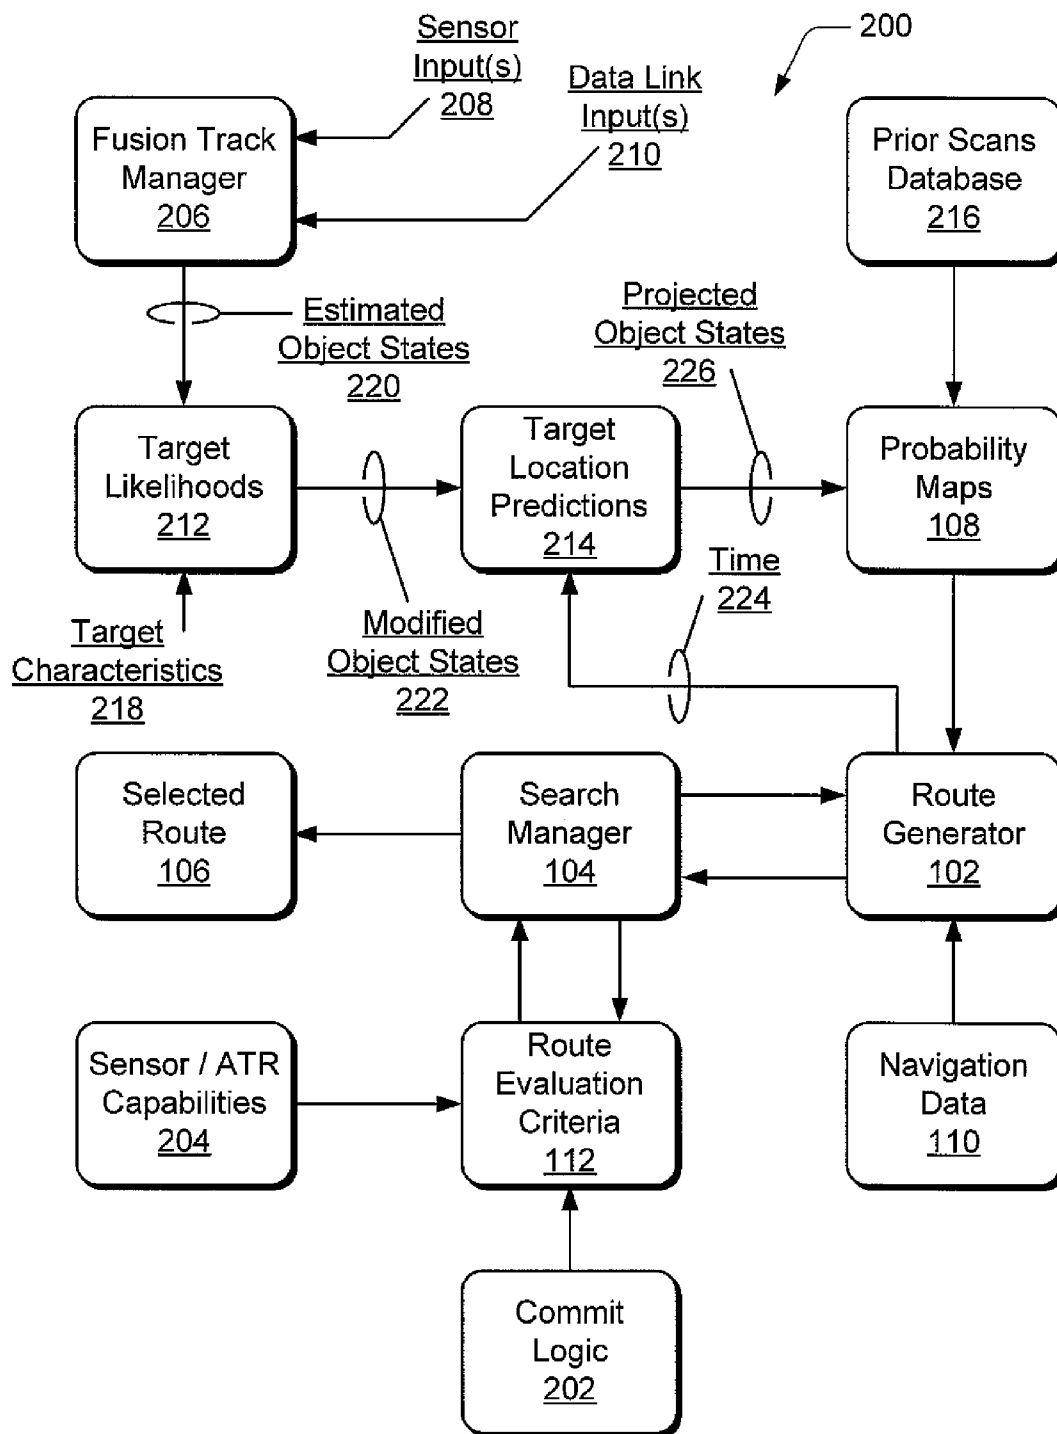 200
Sensor
Input(s)
208
Data Link
Input(s)
210
Fusion Track
Manager
206
Prior Scans
Database
216
Estimated
Object States
220
Projected
Object States
226
Target
Likelihoods
212
Target
Location
Predictions
214
Probability
Maps
108
Time
224
Target
Characteristics
218
Modified
Object States
222
Selected
Route
106
Search
Manager
104
Route
Generator
102
Sensor / ATR
Capabilities
204
Route
Evaluation
Criteria
112
Navigation
Data
110
Commit
Logic
202